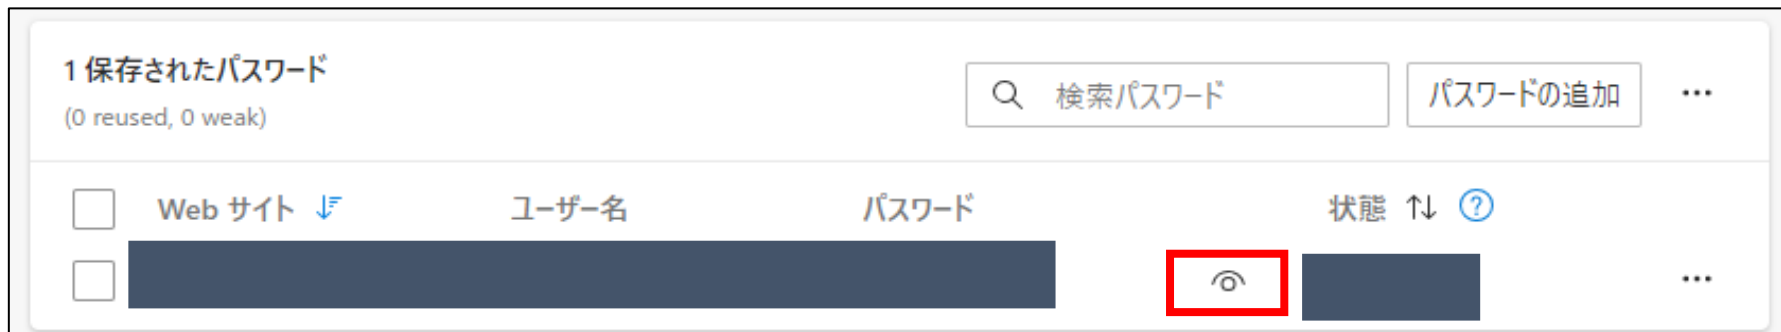 1 保存されたパスワード
(0 reused, 0 weak)
検索パスワード
パスワードの追加
Web サイト
ユーザー名
パスワード
状態